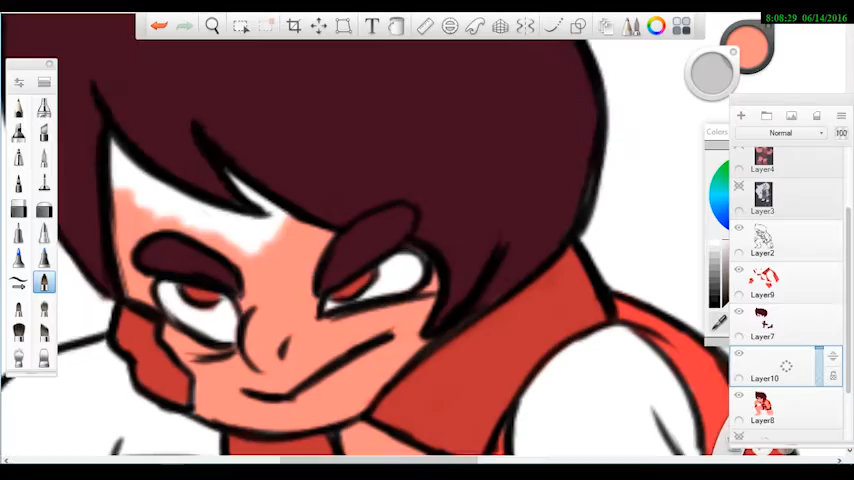 8:08:29 06/14/2016
T
Colors
Normal
100
Layer4
Layer3
Layer2
Layer9
Layer7
Layer10
Layer8